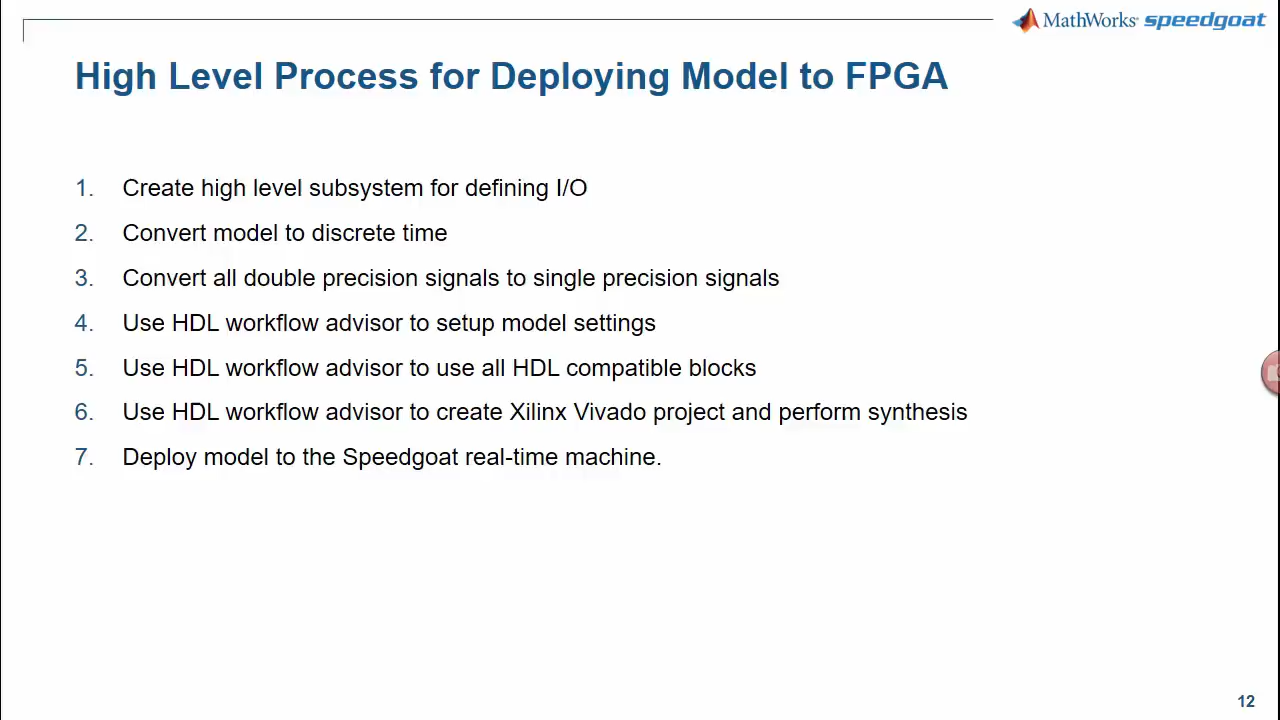 MathWorks® speedgoat
High Level Process for Deploying Model to FPGA
1. Create high level subsystem for defining I/O
2. Convert model to discrete time
3. Convert all double precision signals to single precision signals
4. Use HDL workflow advisor to setup model settings
5. Use HDL workflow advisor to use all HDL compatible blocks
6. Use HDL workflow advisor to create Xilinx Vivado project and perform synthesis
7. Deploy model to the Speedgoat real-time machine.
12